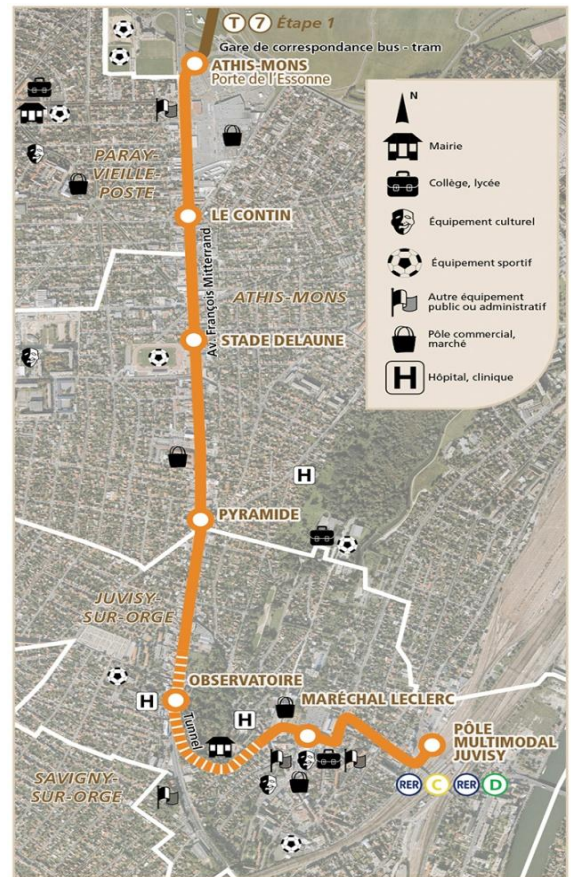 T 7 Étape 1
Gare de correspondance bus - tram
ATHIS-MONS
Porte de l'Essonne
N
Mairie
Collège, lycée
Équipement culturel
Équipement sportif
Autre équipement
public ou administratif
Pôle commercial,
marché
H
Hôpital, clinique
PARAY-
VIEILLE-
POSTE
LE CONTIN
Av. François Mitterrand
ATHIS-MONS
STADE DELAUNE
H
PYRAMIDE
JUVISY-
SUR-ORGE
OBSERVATOIRE
H
Tunnel
H
MARÉCHAL LECLERC
PÔLE
MULTIMODAL
JUVISY
RER C RER D
SAVIGNY-
SUR-ORGE